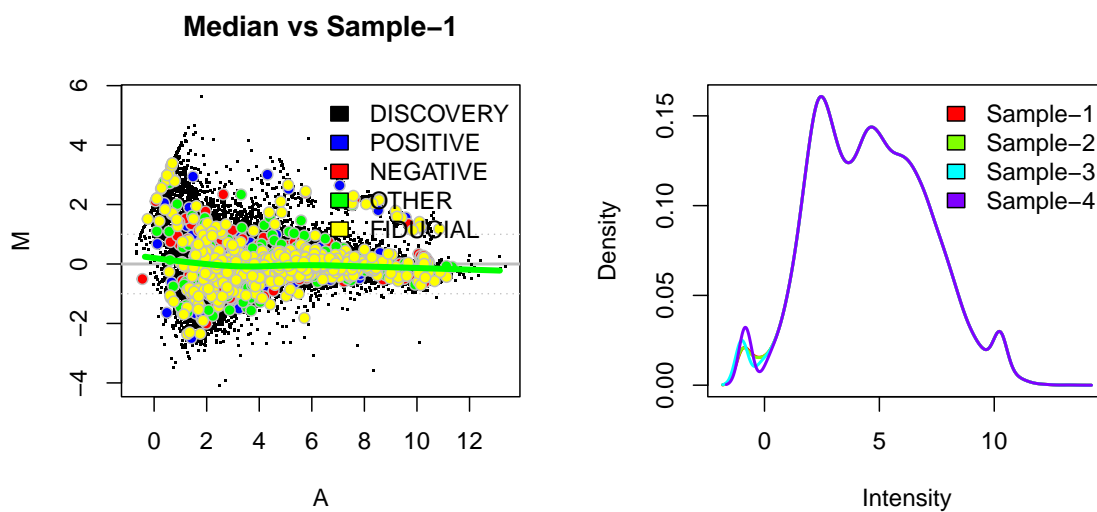 Median vs Sample−1
M
6
4
2
0
−2
−4
DISCOVERY
POSITIVE
NEGATIVE
OTHER
FIDUCIAL
0 2 4 6 8 10 12
A
Density
0.15
0.10
0.05
0.00
Sample−1
Sample−2
Sample−3
Sample−4
0 5 10
Intensity